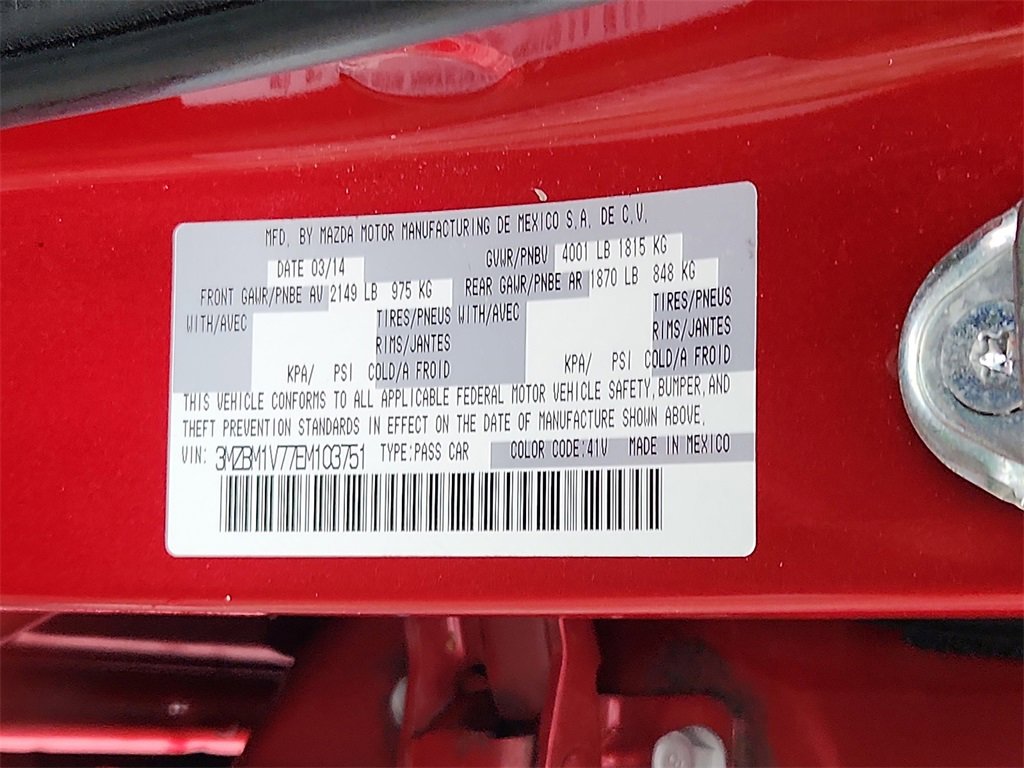 MFD. BY MAZDA MOTOR MANUFACTURING DE MEXICO S.A. DE C.V.
DATE 03/14 GVWR/PNBV 4001 LB 1815 KG
FRONT GAWR/PNBE AV 2149 LB 975 KG REAR GAWR/PNBE AR 1870 LB 848 KG
WITH/AVEC TIRES/PNEUS WITH/AVEC TIRES/PNEUS
RIMS/JANTES RIMS/JANTES
KPA/ PSI COLD/A FROID KPA/ PSI COLD/A FROID
THIS VEHICLE CONFORMS TO ALL APPLICABLE FEDERAL MOTOR VEHICLE SAFETY, BUMPER, AND
THEFT PREVENTION STANDARDS IN EFFECT ON THE DATE OF MANUFACTURE SHOWN ABOVE.
VIN: 3MZBM1V77EM103751 TYPE:PASS CAR COLOR CODE:41V MADE IN MEXICO